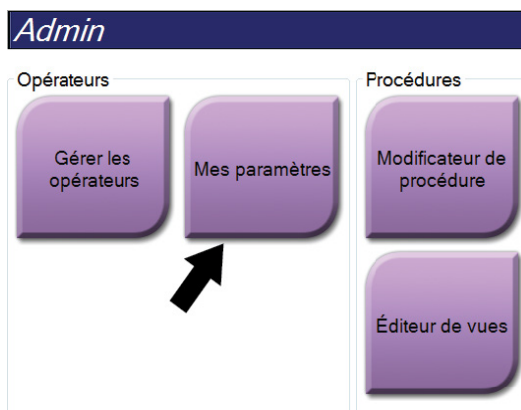 Admin
Opérateurs
Procédures
Gérer les
opérateurs
Mes paramètres
Modificateur de
procédure
Éditeur de vues